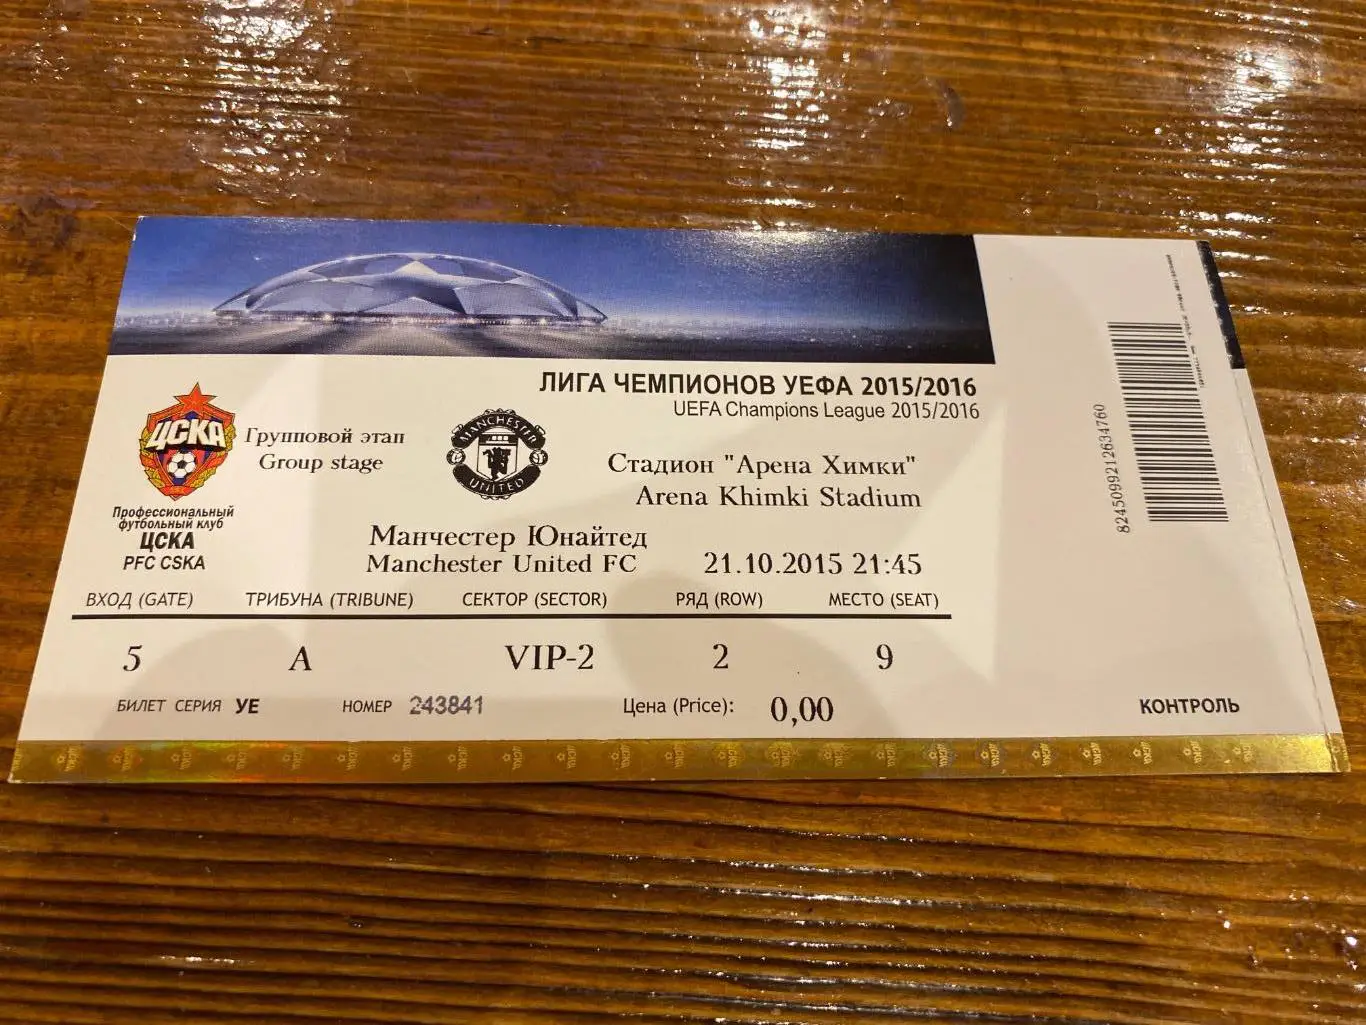 ЛИГА ЧЕМПИОНОВ УЕФА 2015/2016
UEFA Champions League 2015/2016
ЦСКА
Групповой этап
Group stage
MANCHESTER
UNITED
Стадион "Арена Химки"
Arena Khimki Stadium
Профессиональный
футбольный клуб
ЦСКА
PFC CSKA
Манчестер Юнайтед
Manchester United FC
21.10.2015 21:45
ВХОД (GATE) ТРИБУНА (TRIBUNE) СЕКТОР (SECTOR) РЯД (ROW) МЕСТО (SEAT)
5 A VIP-2 2 9
БИЛЕТ СЕРИЯ УЕ НОМЕР 243841 Цена (Price): 0,00
КОНТРОЛЬ
8245099212634760